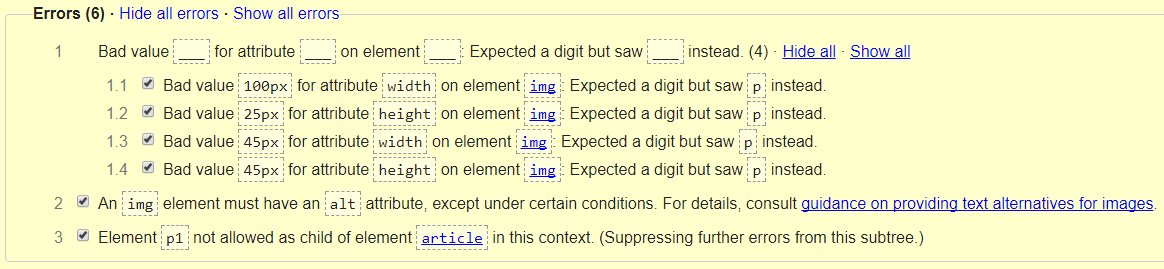 Errors (6) · Hide all errors · Show all errors
1 Bad value ___ for attribute ___ on element ___: Expected a digit but saw ___ instead. (4) · Hide all · Show all
1.1 Bad value 100px for attribute width on element img: Expected a digit but saw p instead.
1.2 Bad value 25px for attribute height on element img: Expected a digit but saw p instead.
1.3 Bad value 45px for attribute width on element img: Expected a digit but saw p instead.
1.4 Bad value 45px for attribute height on element img: Expected a digit but saw p instead.
2 An img element must have an alt attribute, except under certain conditions. For details, consult guidance on providing text alternatives for images.
3 Element p1 not allowed as child of element article in this context. (Suppressing further errors from this subtree.)